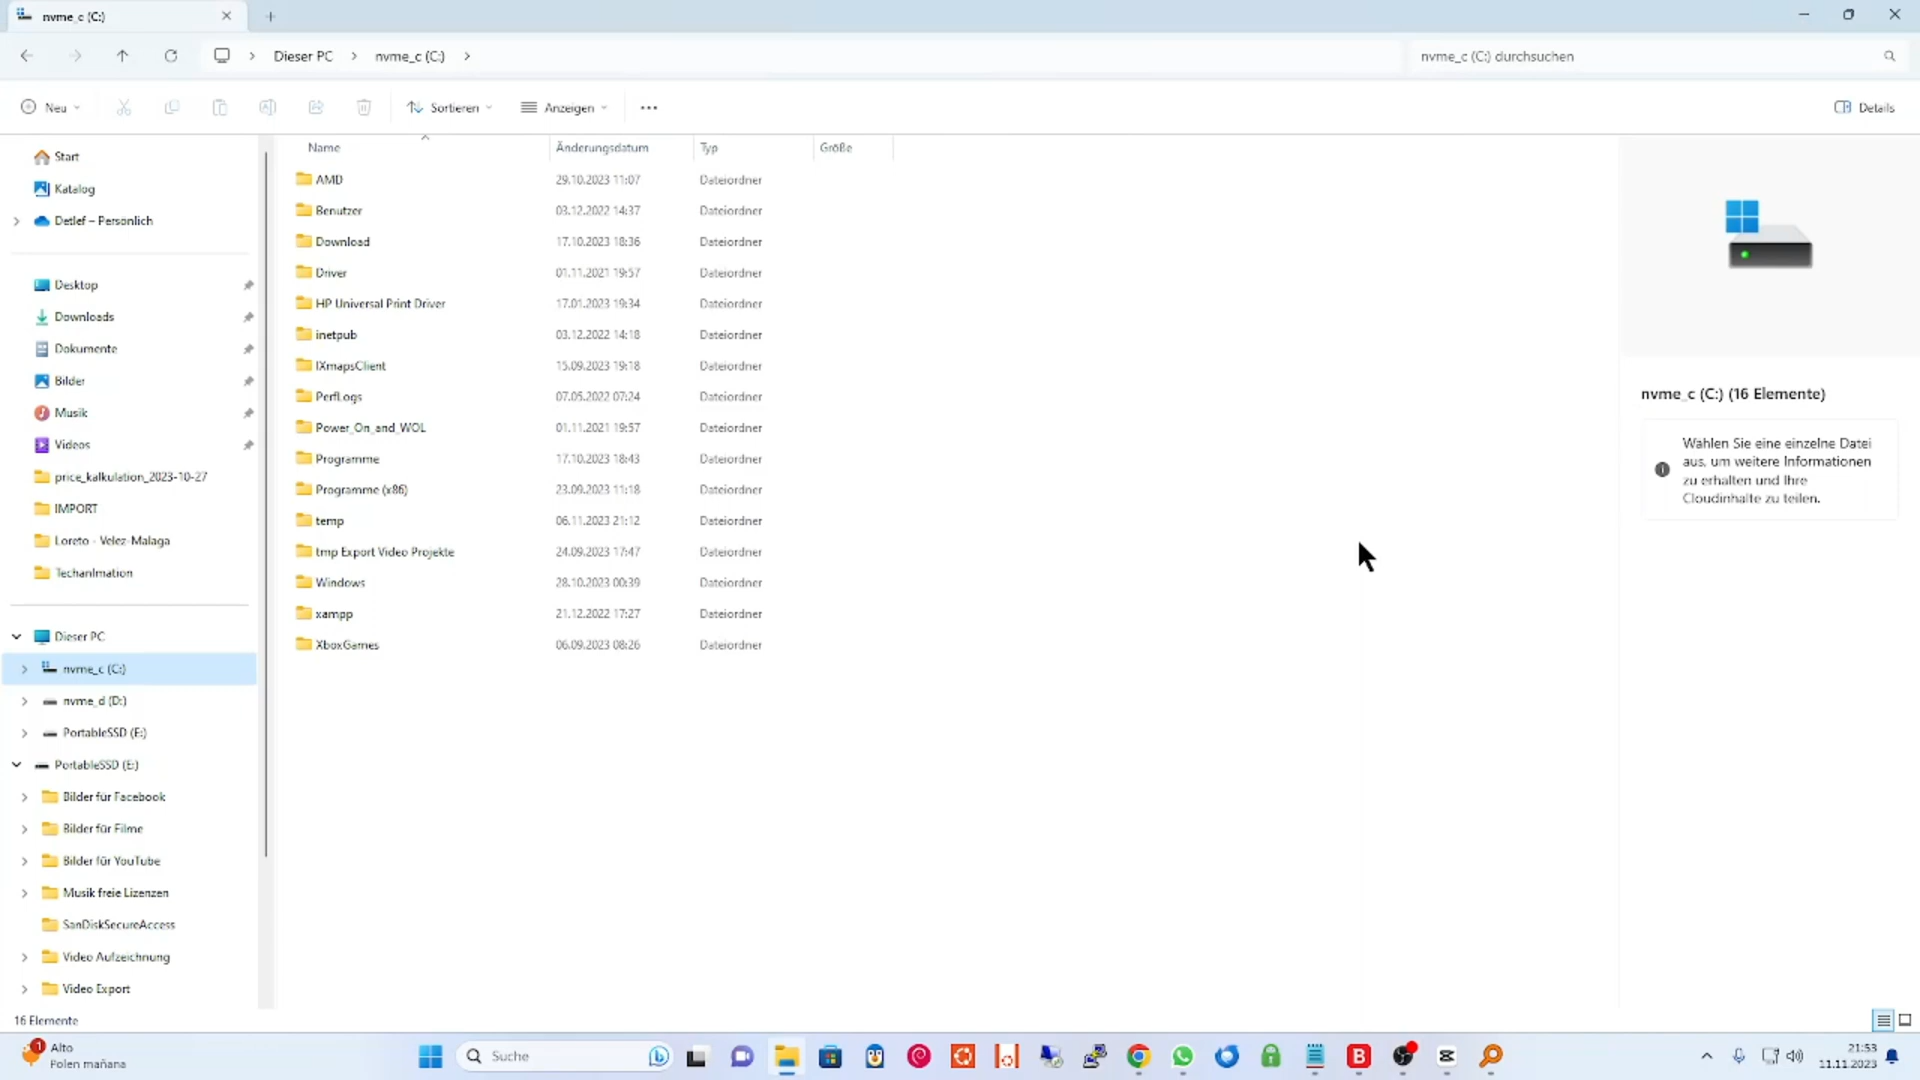 nvme_c (C:)
Dieser PC
nvme_c (C:)
nvme_c (C:) durchsuchen
Neu
Sortieren
Anzeigen
Details
Name
Änderungsdatum
Typ
Größe
AMD 29.10.2023 11:07 Dateiordner
Benutzer 03.12.2022 14:37 Dateiordner
Download 17.10.2023 18:36 Dateiordner
Driver 01.11.2021 19:57 Dateiordner
HP Universal Print Driver 17.01.2023 19:34 Dateiordner
inetpub 03.12.2022 14:18 Dateiordner
IXmapsClient 15.09.2023 19:18 Dateiordner
PerfLogs 07.05.2022 07:24 Dateiordner
Power_On_and_WOL 01.11.2021 19:57 Dateiordner
Programme 17.10.2023 18:43 Dateiordner
Programme (x86) 23.09.2023 11:18 Dateiordner
temp 06.11.2023 21:12 Dateiordner
tmp Export Video Projekte 24.09.2023 17:47 Dateiordner
Windows 28.10.2023 00:39 Dateiordner
xampp 21.12.2022 17:27 Dateiordner
XboxGames 06.09.2023 08:26 Dateiordner
Start
Katalog
Detlef – Persönlich
Desktop
Downloads
Dokumente
Bilder
Musik
Videos
price_kalkulation_2023-10-27
IMPORT
Loreto - Velez-Malaga
TechanImation
Dieser PC
nvme_c (C:)
nvme_d (D:)
PortableSSD (E:)
PortableSSD (E:)
Bilder für Facebook
Bilder für Filme
Bilder für YouTube
Musik freie Lizenzen
SanDiskSecureAccess
Video Aufzeichnung
Video Export
nvme_c (C:) (16 Elemente)
Wählen Sie eine einzelne Datei
aus, um weitere Informationen
zu erhalten und Ihre
Cloudinhalte zu teilen.
16 Elemente
1
Alto
Polen mañana
Suche
21:53
11.11.2023